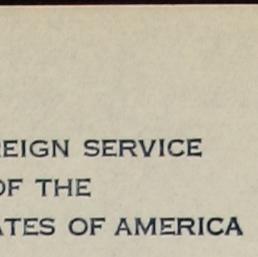 REIGN SERVICE
OF THE
ATES OF AMERICA